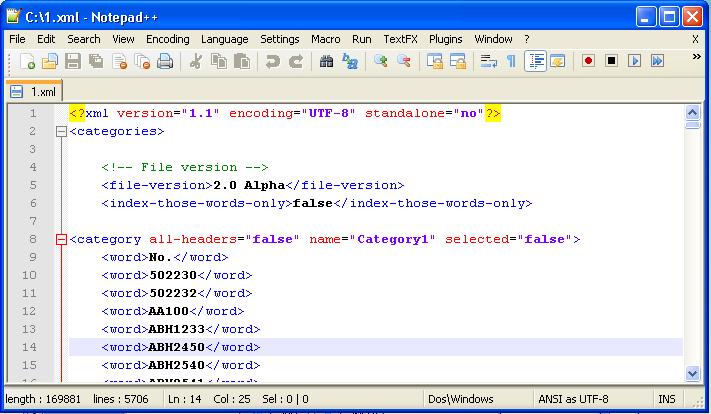 C:\1.xml - Notepad++
File Edit Search View Encoding Language Settings Macro Run TextFX Plugins Window ? X
1.xml
1 <?xml version="1.1" encoding="UTF-8" standalone="no"?>
2 <categories>
3
4 <!-- File version -->
5 <file-version>2.0 Alpha</file-version>
6 <index-those-words-only>false</index-those-words-only>
7
8 <category all-headers="false" name="Category1" selected="false">
9 <word>No.</word>
10 <word>502230</word>
11 <word>502232</word>
12 <word>AA100</word>
13 <word>ABH1233</word>
14 <word>ABH2450</word>
15 <word>ABH2540</word>
16 <word>ABH2541</word>
length : 169881 lines : 5706 Ln : 14 Col : 25 Sel : 0 | 0 Dos\Windows ANSI as UTF-8 INS